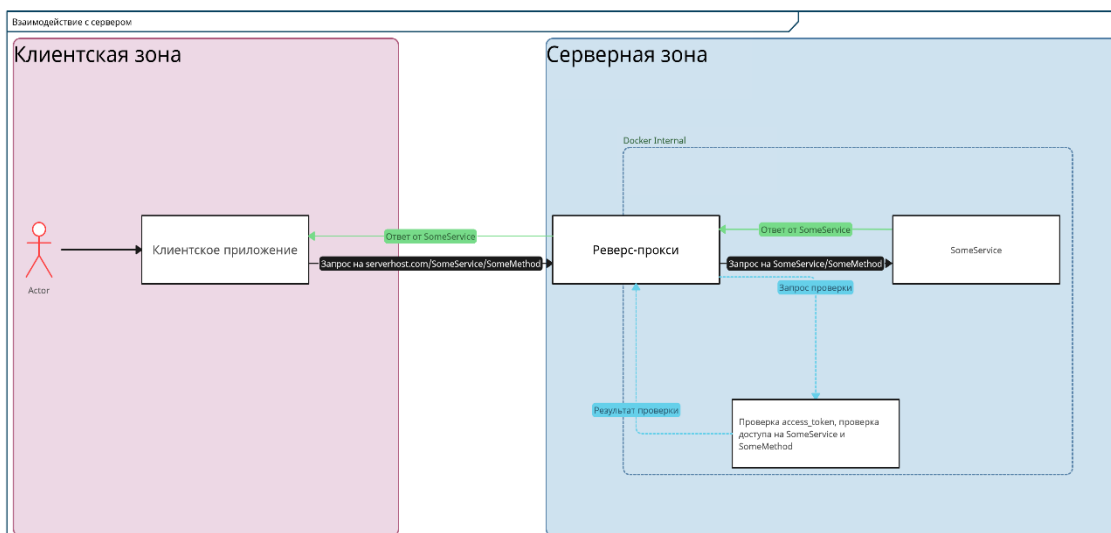 Взаимодействие с сервером
Клиентская зона
Серверная зона
Docker Internal
Actor
Клиентское приложение
Ответ от SomeService
Запрос на serverhost.com/SomeService/SomeMethod
Реверс-прокси
Ответ от SomeService
Запрос на SomeService/SomeMethod
SomeService
Запрос проверки
Результат проверки
Проверка access_token, проверка
доступа на SomeService и
SomeMethod